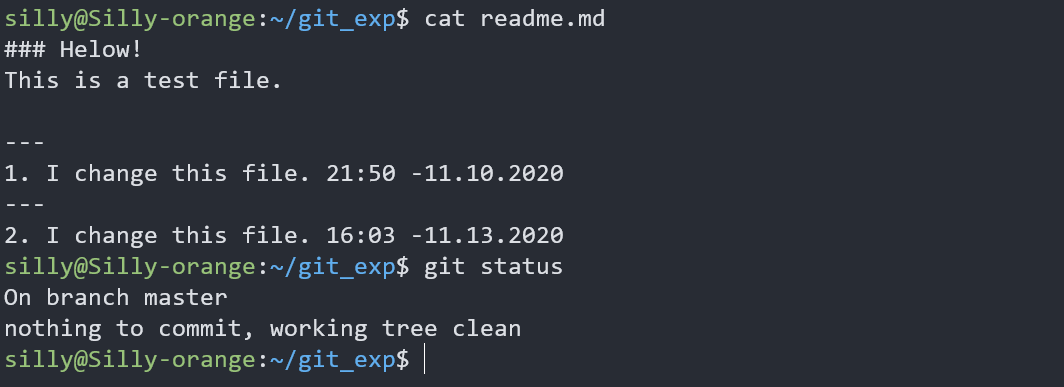 silly@Silly-orange:~/git_exp$ cat readme.md
### Helow!
This is a test file.
---
1. I change this file. 21:50 -11.10.2020
---
2. I change this file. 16:03 -11.13.2020
silly@Silly-orange:~/git_exp$ git status
On branch master
nothing to commit, working tree clean
silly@Silly-orange:~/git_exp$